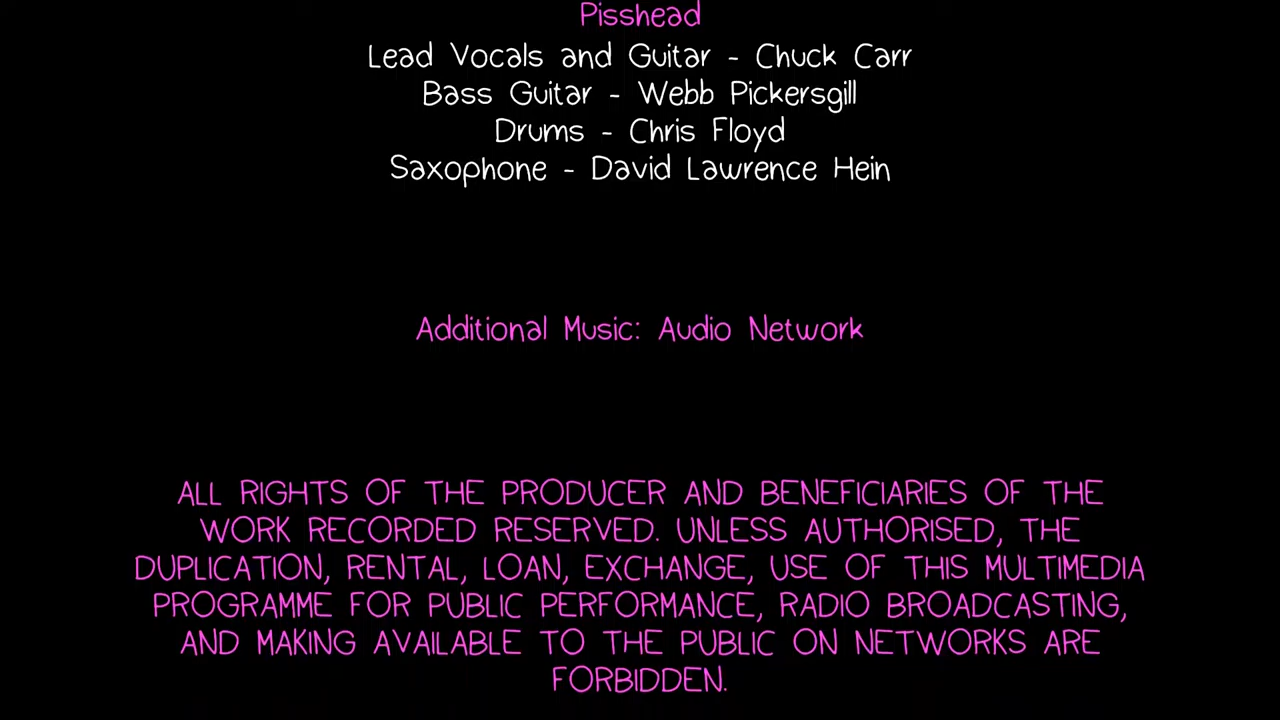 Pisshead
Lead Vocals and Guitar - Chuck Carr
Bass Guitar - Webb Pickersgill
Drums - Chris Floyd
Saxophone - David Lawrence Hein
Additional Music: Audio Network
ALL RIGHTS OF THE PRODUCER AND BENEFICIARIES OF THE
WORK RECORDED RESERVED. UNLESS AUTHORISED, THE
DUPLICATION, RENTAL, LOAN, EXCHANGE, USE OF THIS MULTIMEDIA
PROGRAMME FOR PUBLIC PERFORMANCE, RADIO BROADCASTING,
AND MAKING AVAILABLE TO THE PUBLIC ON NETWORKS ARE
FORBIDDEN.